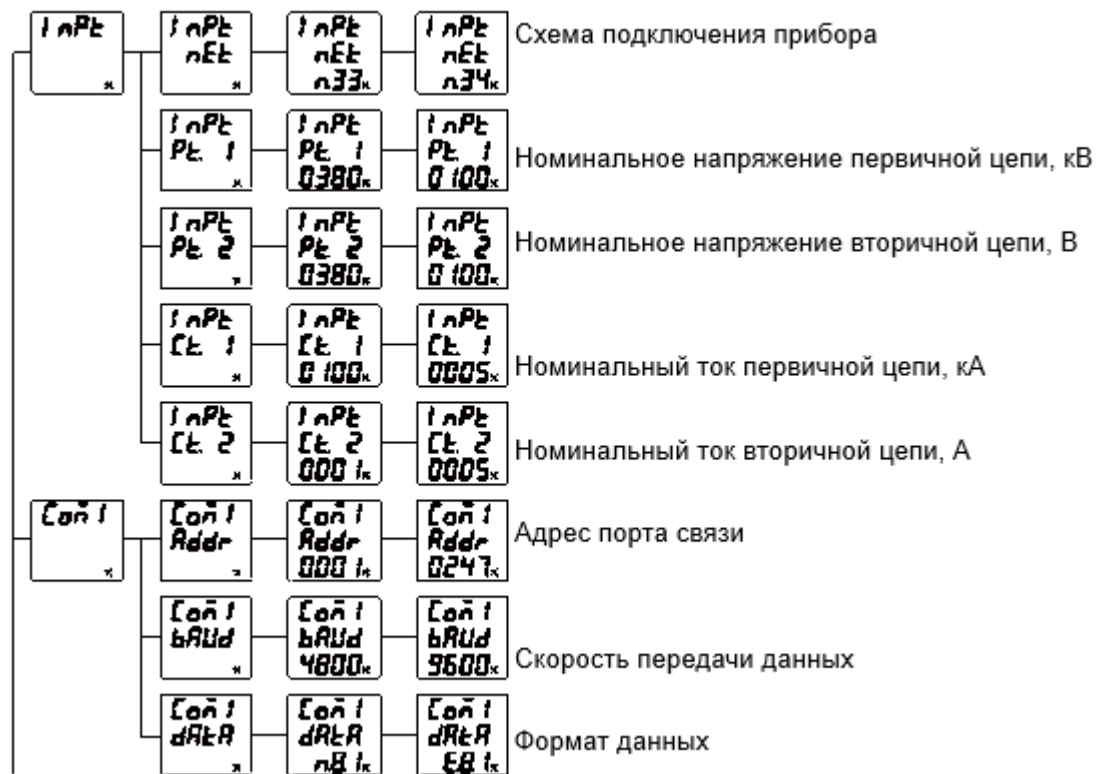 InPt InPt InPt InPt Схема подключения прибора
nEt nEt nEt
n33 n34
InPt InPt InPt
Pt. 1 Pt. 1 Pt. 1 Номинальное напряжение первичной цепи, кВ
0380 0100
InPt InPt InPt
Pt. 2 Pt. 2 Pt. 2 Номинальное напряжение вторичной цепи, В
0380 0100
InPt InPt InPt
Ct. 1 Ct. 1 Ct. 1 Номинальный ток первичной цепи, кА
0100 0005
InPt InPt InPt
Ct. 2 Ct. 2 Ct. 2 Номинальный ток вторичной цепи, А
0001 0005
Com1 Com1 Com1 Com1
Addr Addr Addr Адрес порта связи
0001 0247
Com1 Com1 Com1
bAUd bAUd bAUd Скорость передачи данных
4800 9600
Com1 Com1 Com1
dAtA dAtA dAtA Формат данных
n81 E81